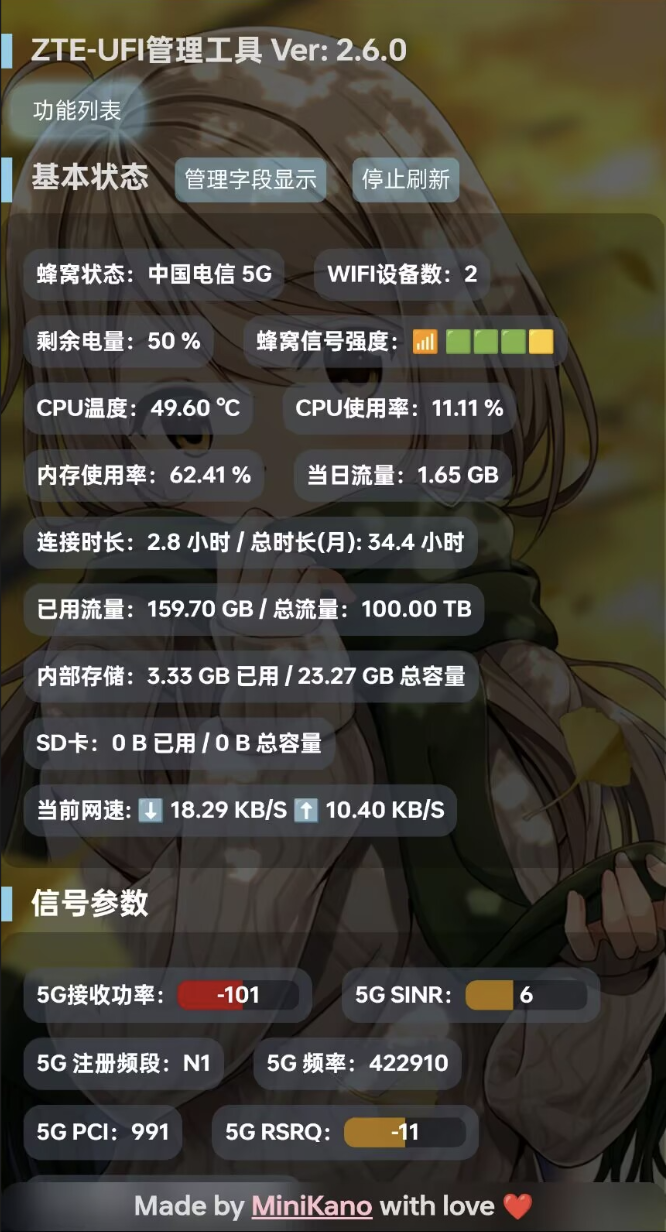 ZTE-UFI管理工具 Ver: 2.6.0
功能列表
基本状态 管理字段显示 停止刷新
蜂窝状态：中国电信 5G WIFI设备数：2
剩余电量：50 % 蜂窝信号强度：📶 🟩🟩🟩🟨
CPU温度：49.60 ℃ CPU使用率：11.11 %
内存使用率：62.41 % 当日流量：1.65 GB
连接时长：2.8 小时 / 总时长(月): 34.4 小时
已用流量：159.70 GB / 总流量：100.00 TB
内部存储：3.33 GB 已用 / 23.27 GB 总容量
SD卡：0 B 已用 / 0 B 总容量
当前网速: ⬇️ 18.29 KB/S ⬆️ 10.40 KB/S
信号参数
5G接收功率：-101 5G SINR：6
5G 注册频段：N1 5G 频率：422910
5G PCI：991 5G RSRQ：-11
Made by MiniKano with love ❤️